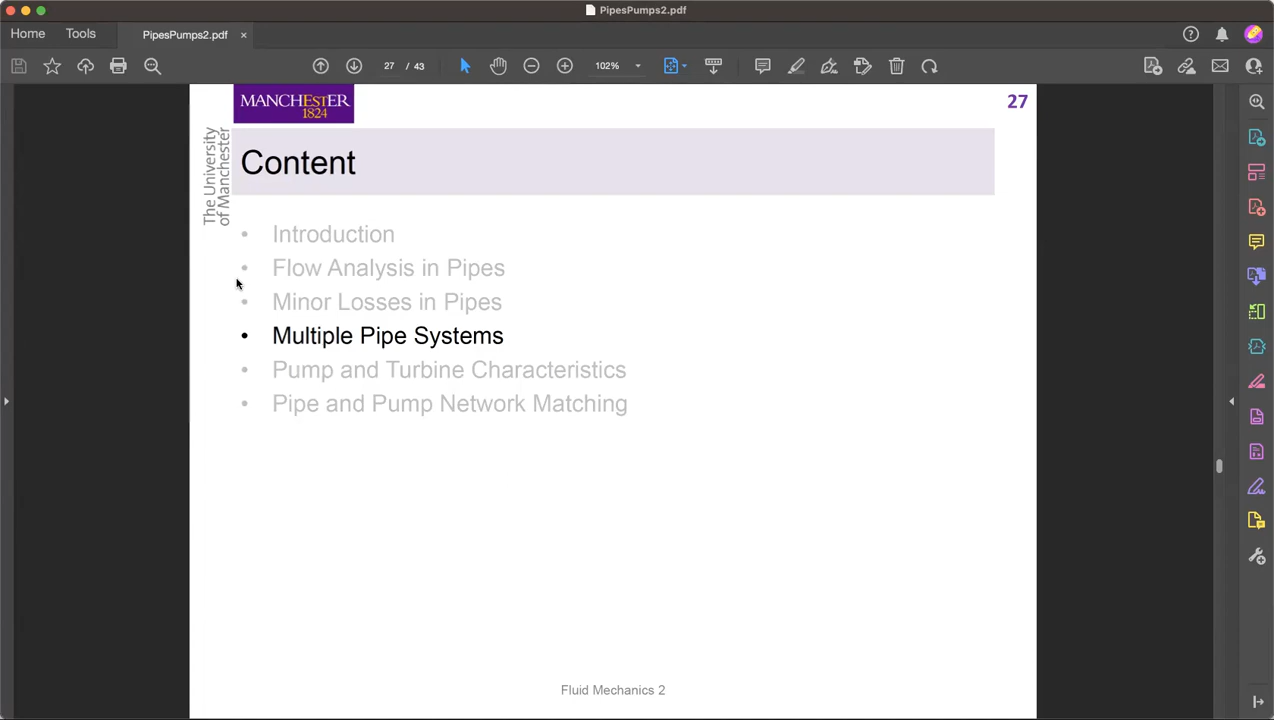 PipesPumps2.pdf
Home Tools PipesPumps2.pdf ×
27 / 43 102%
MANCHESTER
1824
The University
of Manchester
27
Content
• Introduction
• Flow Analysis in Pipes
• Minor Losses in Pipes
• Multiple Pipe Systems
• Pump and Turbine Characteristics
• Pipe and Pump Network Matching
Fluid Mechanics 2